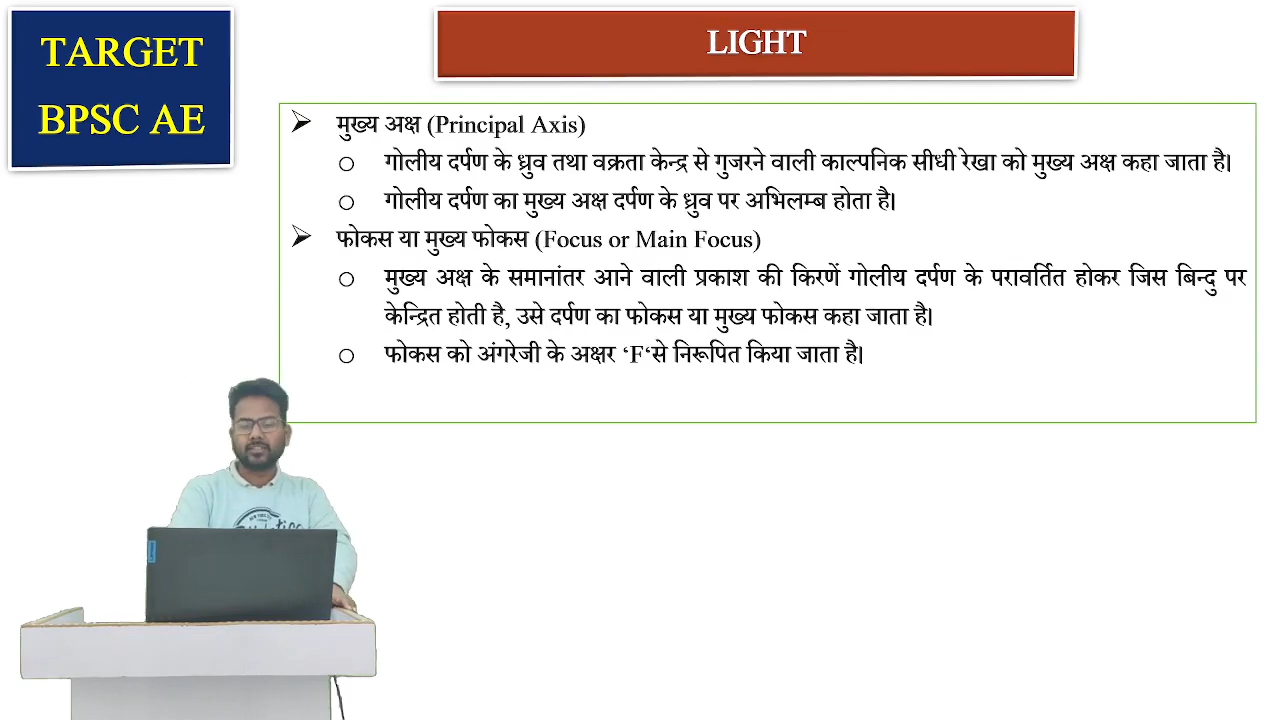 TARGET
BPSC AE
LIGHT
मुख्य अक्ष (Principal Axis)
गोलीय दर्पण के ध्रुव तथा वक्रता केन्द्र से गुजरने वाली काल्पनिक सीधी रेखा को मुख्य अक्ष कहा जाता है।
गोलीय दर्पण का मुख्य अक्ष दर्पण के ध्रुव पर अभिलम्ब होता है।
फोकस या मुख्य फोकस (Focus or Main Focus)
मुख्य अक्ष के समानांतर आने वाली प्रकाश की किरणें गोलीय दर्पण के परावर्तित होकर जिस बिन्दु पर
केन्द्रित होती है, उसे दर्पण का फोकस या मुख्य फोकस कहा जाता है।
फोकस को अंगरेजी के अक्षर ‘F‘से निरूपित किया जाता है।